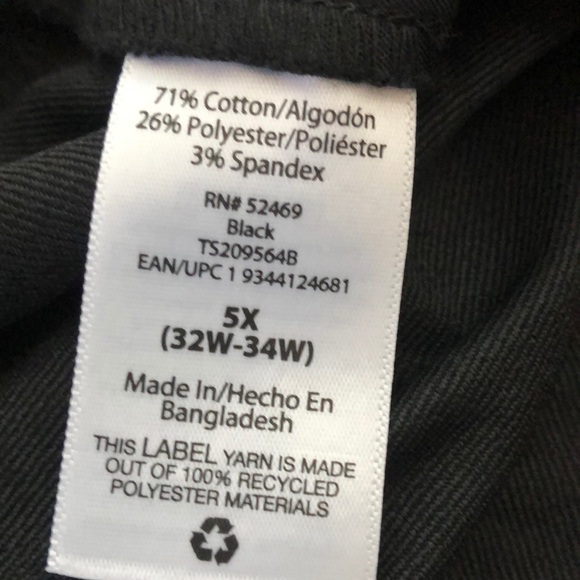 71% Cotton/Algodón
26% Polyester/Poliéster
3% Spandex
RN# 52469
Black
TS209564B
EAN/UPC 1 9344124681
5X
(32W-34W)
Made In/Hecho En
Bangladesh
THIS LABEL YARN IS MADE
OUT OF 100% RECYCLED
POLYESTER MATERIALS